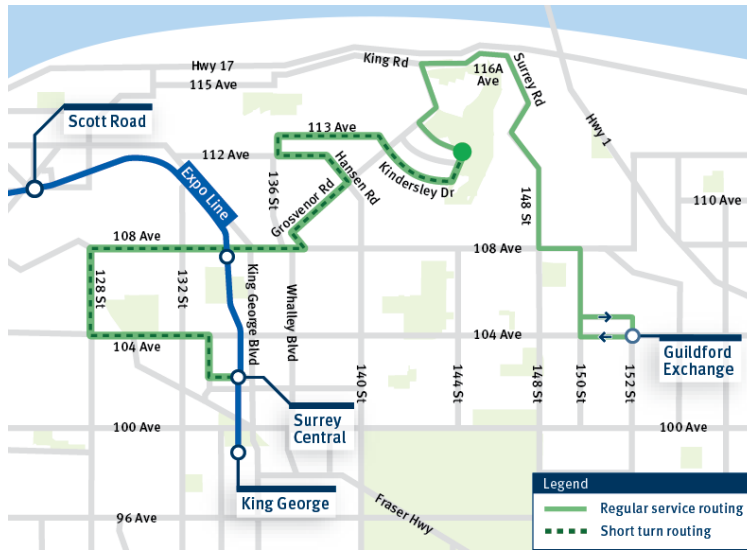 King Rd
116A
Ave
Surrey Rd
Hwy 17
115 Ave
Hwy 1
Scott Road
113 Ave
112 Ave
Hansen Rd
Kindersley Dr
136 St
Grosvenor Rd
Expo Line
148 St
110 Ave
108 Ave
108 Ave
128 St
132 St
King George Blvd
Whalley Blvd
104 Ave
104 Ave
Guildford
Exchange
140 St
144 St
148 St
150 St
152 St
Surrey
Central
100 Ave
100 Ave
King George
Fraser Hwy
96 Ave
Legend
Regular service routing
Short turn routing